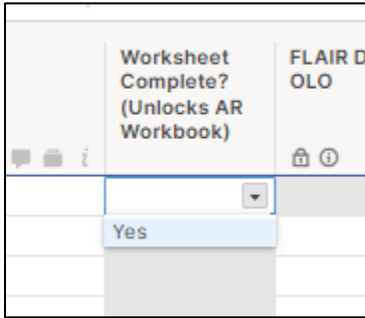 Worksheet
Complete?
(Unlocks AR
Workbook)
FLAIR D
OLO
Yes